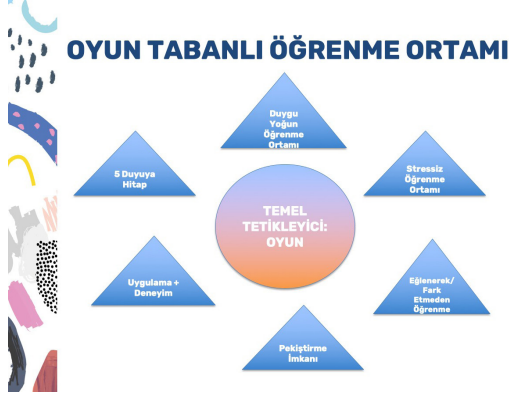 OYUN TABANLI ÖĞRENME ORTAMI
Duygu
Yoğun
Öğrenme
Ortamı
5 Duyuya
Hitap
Stressiz
Öğrenme
Ortamı
TEMEL
TETİKLEYİCİ:
OYUN
Uygulama +
Deneyim
Eğlenerek/
Fark
Etmeden
Öğrenme
Pekiştirme
İmkanı